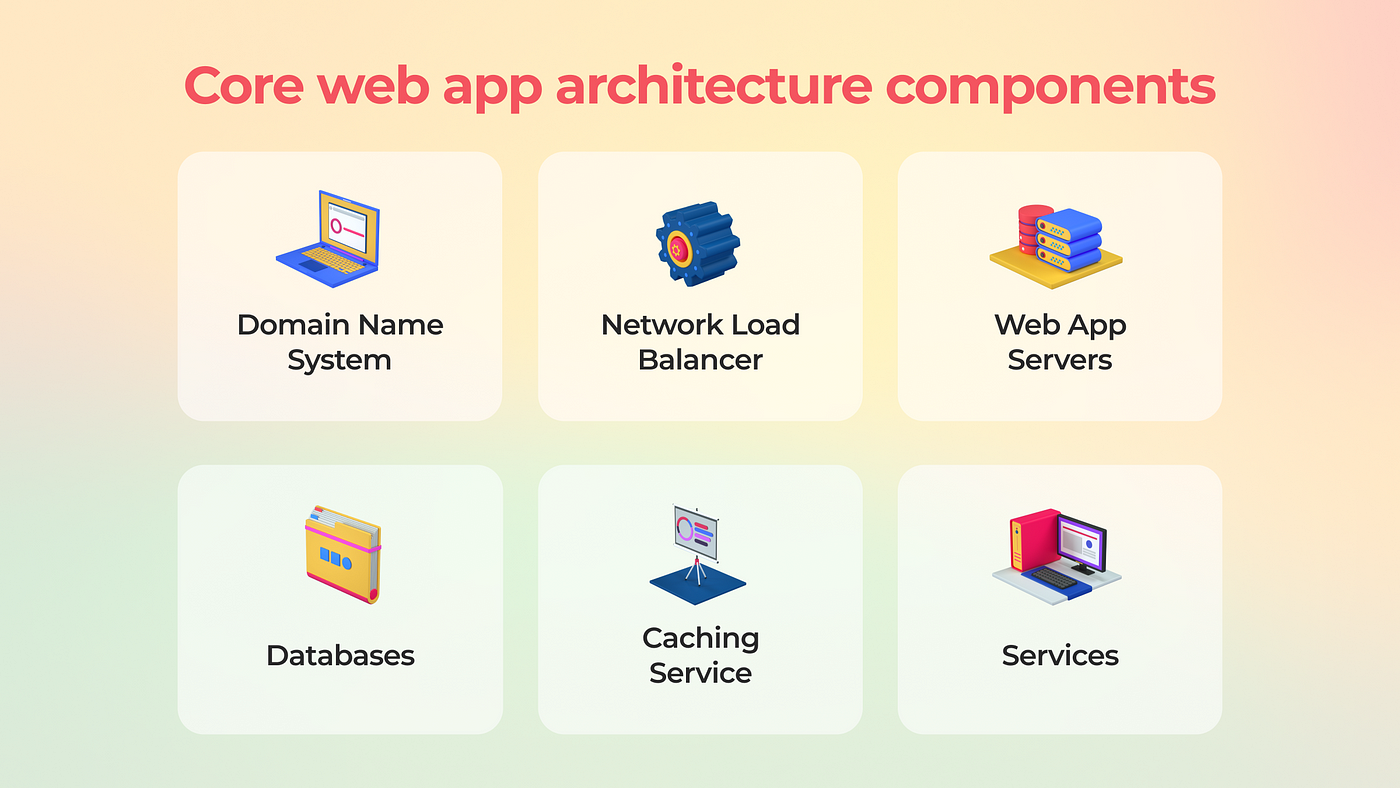 Core web app architecture components
Domain Name
System
Network Load
Balancer
Web App
Servers
Databases
Caching
Service
Services